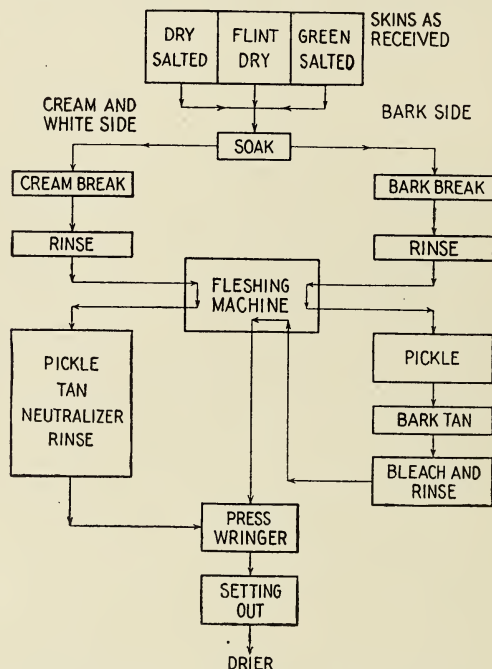 SKINS AS
RECEIVED
DRY
SALTED
FLINT
DRY
GREEN
SALTED
CREAM AND
WHITE SIDE
BARK SIDE
SOAK
CREAM BREAK
BARK BREAK
RINSE
RINSE
FLESHING
MACHINE
PICKLE
TAN
NEUTRALIZER
RINSE
PICKLE
BARK TAN
BLEACH AND
RINSE
PRESS
WRINGER
SETTING
OUT
DRIER